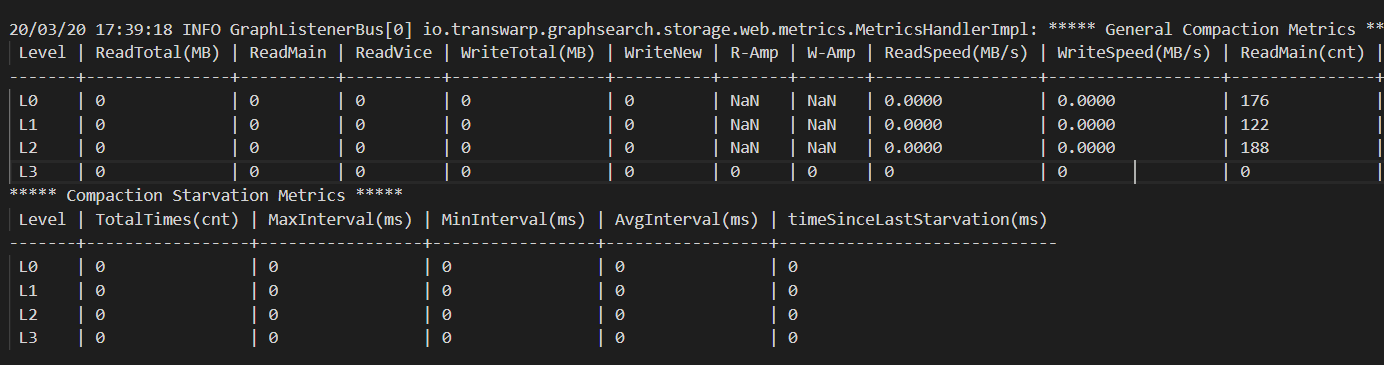 20/03/20 17:39:18 INFO GraphListenerBus[0] io.transwarp.graphsearch.storage.web.metrics.MetricsHandlerImpl: ***** General Compaction Metrics **
Level | ReadTotal(MB) | ReadMain | ReadVice | WriteTotal(MB) | WriteNew | R-Amp | W-Amp | ReadSpeed(MB/s) | WriteSpeed(MB/s) | ReadMain(cnt) |
-------+---------------+----------+----------+----------------+----------+-------+-------+-----------------+------------------+---------------+
L0 | 0 | 0 | 0 | 0 | 0 | NaN | NaN | 0.0000 | 0.0000 | 176 |
L1 | 0 | 0 | 0 | 0 | 0 | NaN | NaN | 0.0000 | 0.0000 | 122 |
L2 | 0 | 0 | 0 | 0 | 0 | NaN | NaN | 0.0000 | 0.0000 | 188 |
L3 | 0 | 0 | 0 | 0 | 0 | 0 | 0 | 0 | 0 | 0 |
***** Compaction Starvation Metrics *****
Level | TotalTimes(cnt) | MaxInterval(ms) | MinInterval(ms) | AvgInterval(ms) | timeSinceLastStarvation(ms)
-------+-----------------+-----------------+-----------------+-----------------+-----------------------------
L0 | 0 | 0 | 0 | 0 | 0
L1 | 0 | 0 | 0 | 0 | 0
L2 | 0 | 0 | 0 | 0 | 0
L3 | 0 | 0 | 0 | 0 | 0